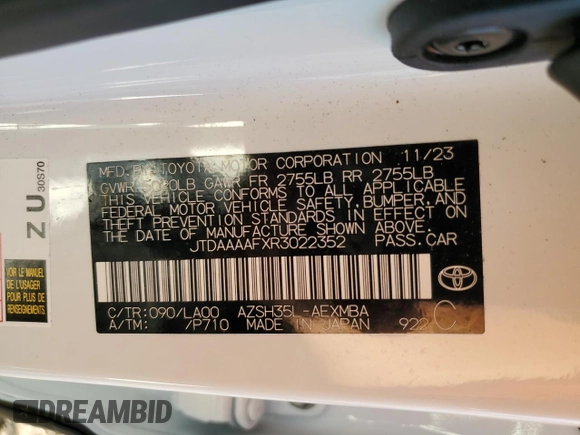 MFD. BY TOYOTA MOTOR CORPORATION 11/23
GVWR LB GAWR FR 2755LB RR 2755LB
THIS VEHICLE CONFORMS TO ALL APPLICABLE
FEDERAL MOTOR VEHICLE SAFETY, BUMPER, AND
THEFT PREVENTION STANDARDS IN EFFECT ON
THE DATE OF MANUFACTURE SHOWN ABOVE.
JTDAAAAFXR3022352 PASS.CAR
C/TR:090/LA00 AZSH35L-AEXMBA
A/TM: /P710 MADE IN JAPAN 922 C
TOYOTA
Z U 30S70
VOIR LE MANUEL
DE L'USAGER
POUR PLUS
DREAMBID